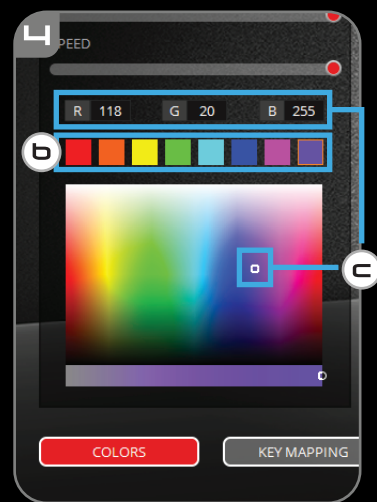 4
PEED
R 118 G 20 B 255
b
c
COLORS KEY MAPPING